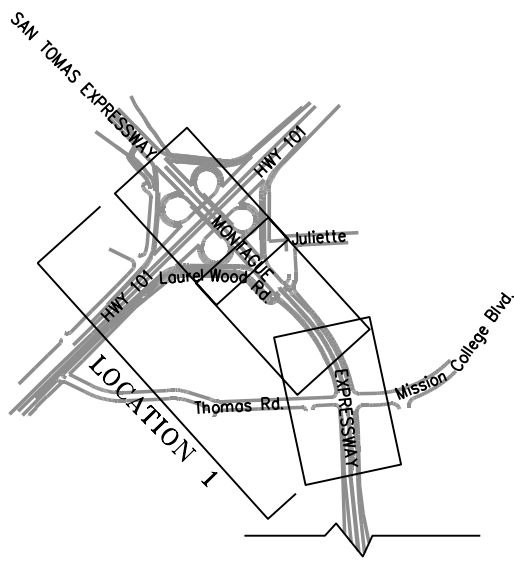 SAN TOMAS EXPRESSWAY
HWY 101
MONTAGUE
Juliette
Laurel Wood Rd.
HWY 101
LOCATION 1
EXPRESSWAY
Mission College Blvd.
Thomas Rd.